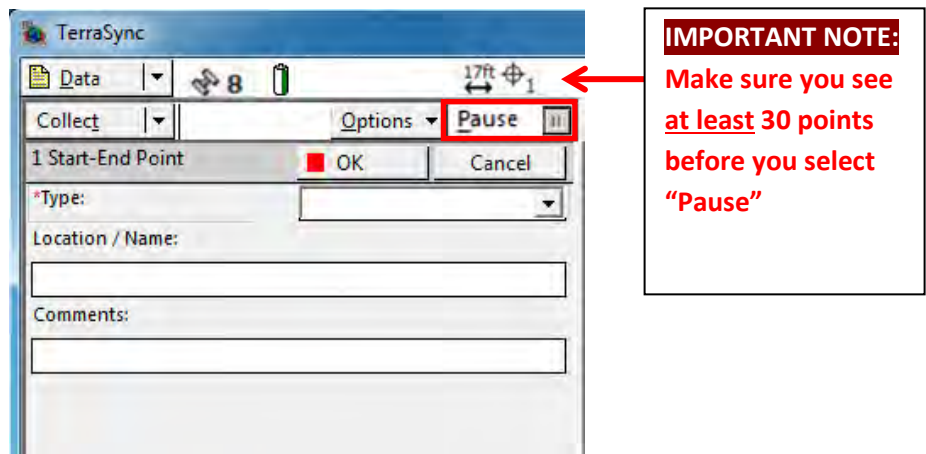 TerraSync
Data
8
17ft
1
Collect
Options
Pause
1 Start-End Point
OK
Cancel
*Type:
Location / Name:
Comments:
IMPORTANT NOTE:
Make sure you see
at least 30 points
before you select
“Pause”